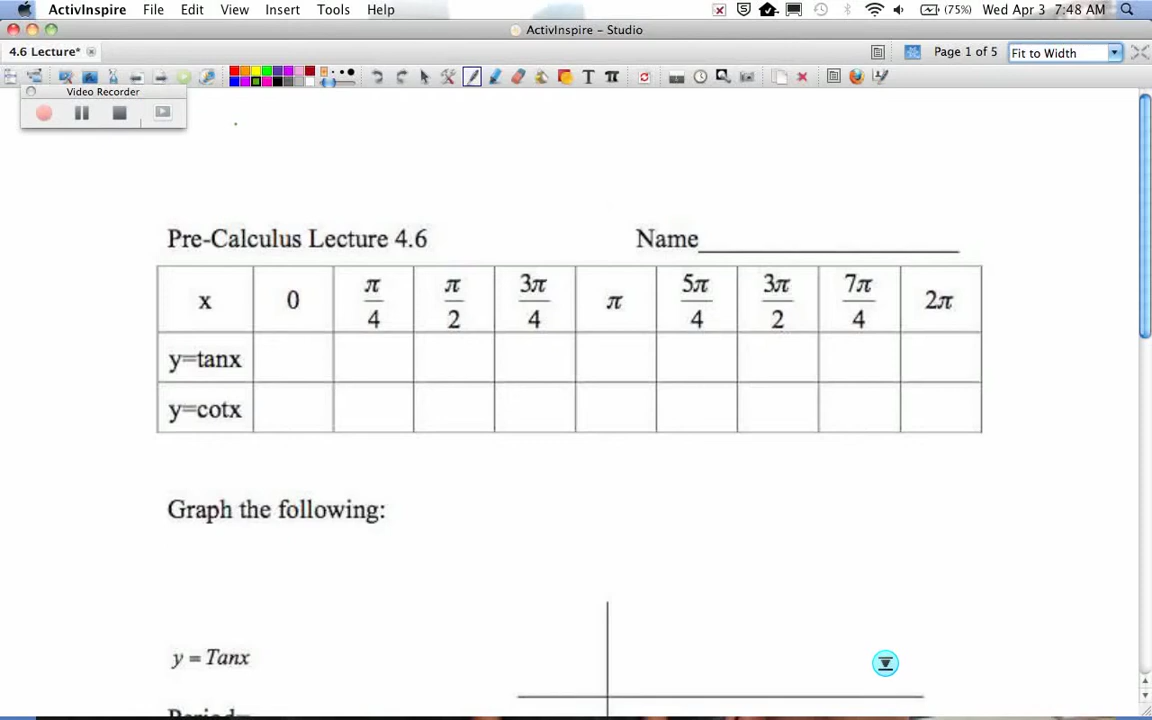 ActivInspire File Edit View Insert Tools Help (75%) Wed Apr 3 7:48 AM
ActivInspire – Studio
4.6 Lecture* Page 1 of 5 Fit to Width
Video Recorder
Pre-Calculus Lecture 4.6 Name
x 0 π/4 π/2 3π/4 π 5π/4 3π/2 7π/4 2π
y=tanx
y=cotx
Graph the following:
y = Tanx
Period=